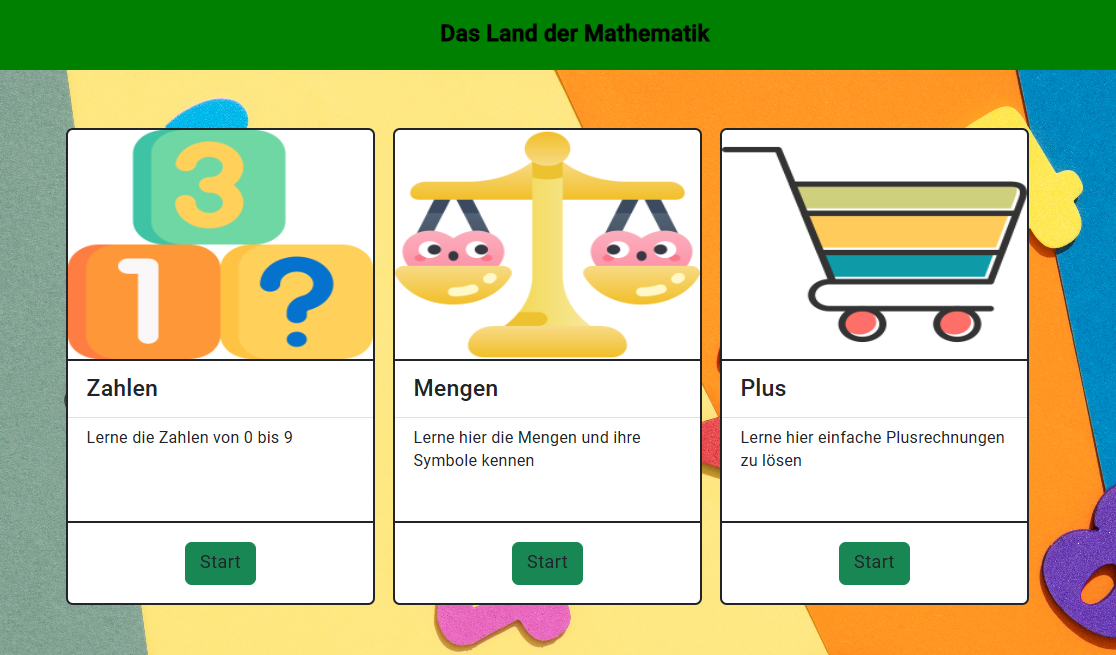 Das Land der Mathematik
3
1 ?
Zahlen
Lerne die Zahlen von 0 bis 9
Start
Mengen
Lerne hier die Mengen und ihre
Symbole kennen
Start
Plus
Lerne hier einfache Plusrechnungen
zu lösen
Start